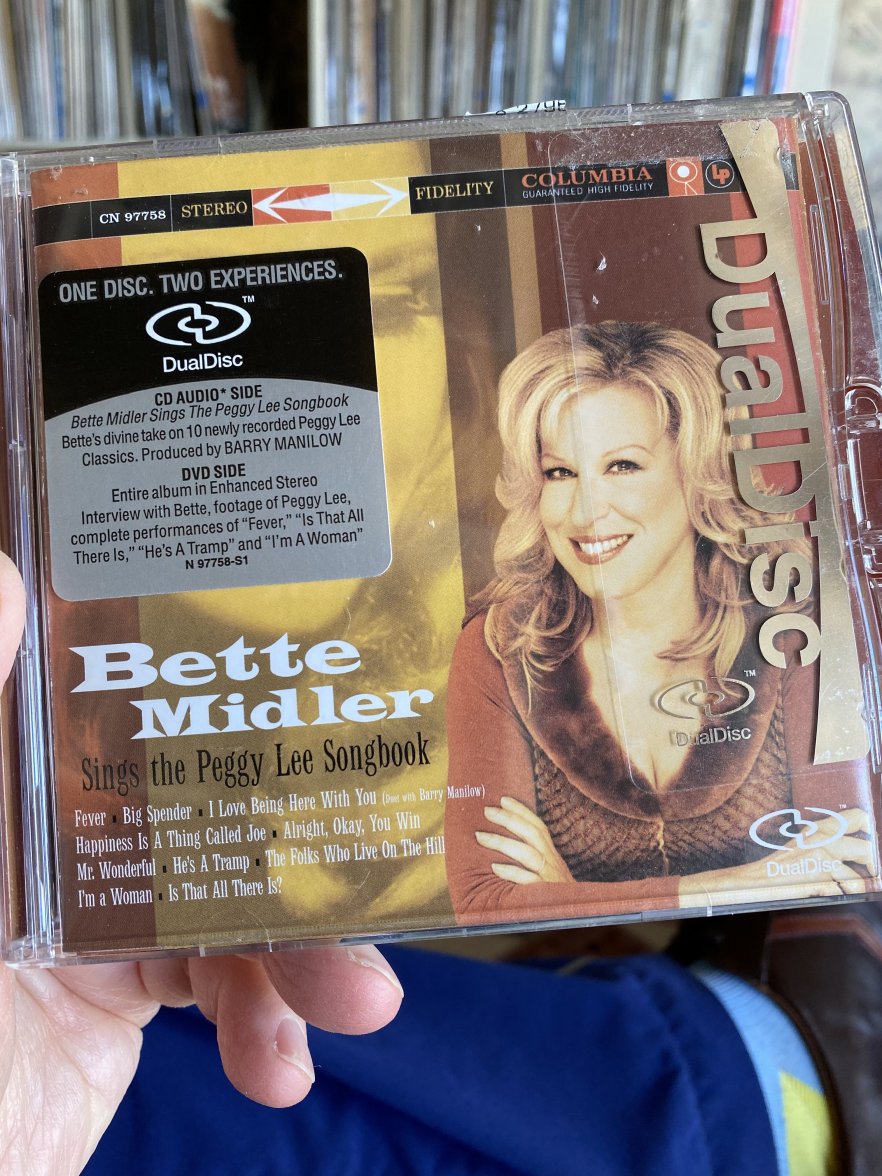 CN 97758 STEREO FIDELITY COLUMBIA
GUARANTEED HIGH FIDELITY
Lp
ONE DISC. TWO EXPERIENCES.
TM
DualDisc
CD AUDIO* SIDE
Bette Midler Sings The Peggy Lee Songbook
Bette's divine take on 10 newly recorded Peggy Lee
Classics. Produced by BARRY MANILOW
DVD SIDE
Entire album in Enhanced Stereo
Interview with Bette, footage of Peggy Lee,
complete performances of "Fever," "Is That All
There Is," "He's A Tramp" and "I'm A Woman"
N 97758-S1
DualDisc
TM
DualDisc
Bette
Midler
Sings the Peggy Lee Songbook
Fever ▪ Big Spender ▪ I Love Being Here With You (Duet with Barry Manilow)
Happiness Is A Thing Called Joe ▪ Alright, Okay, You Win
Mr. Wonderful ▪ He's A Tramp ▪ The Folks Who Live On The Hill
I'm a Woman ▪ Is That All There Is?
TM
DualDisc